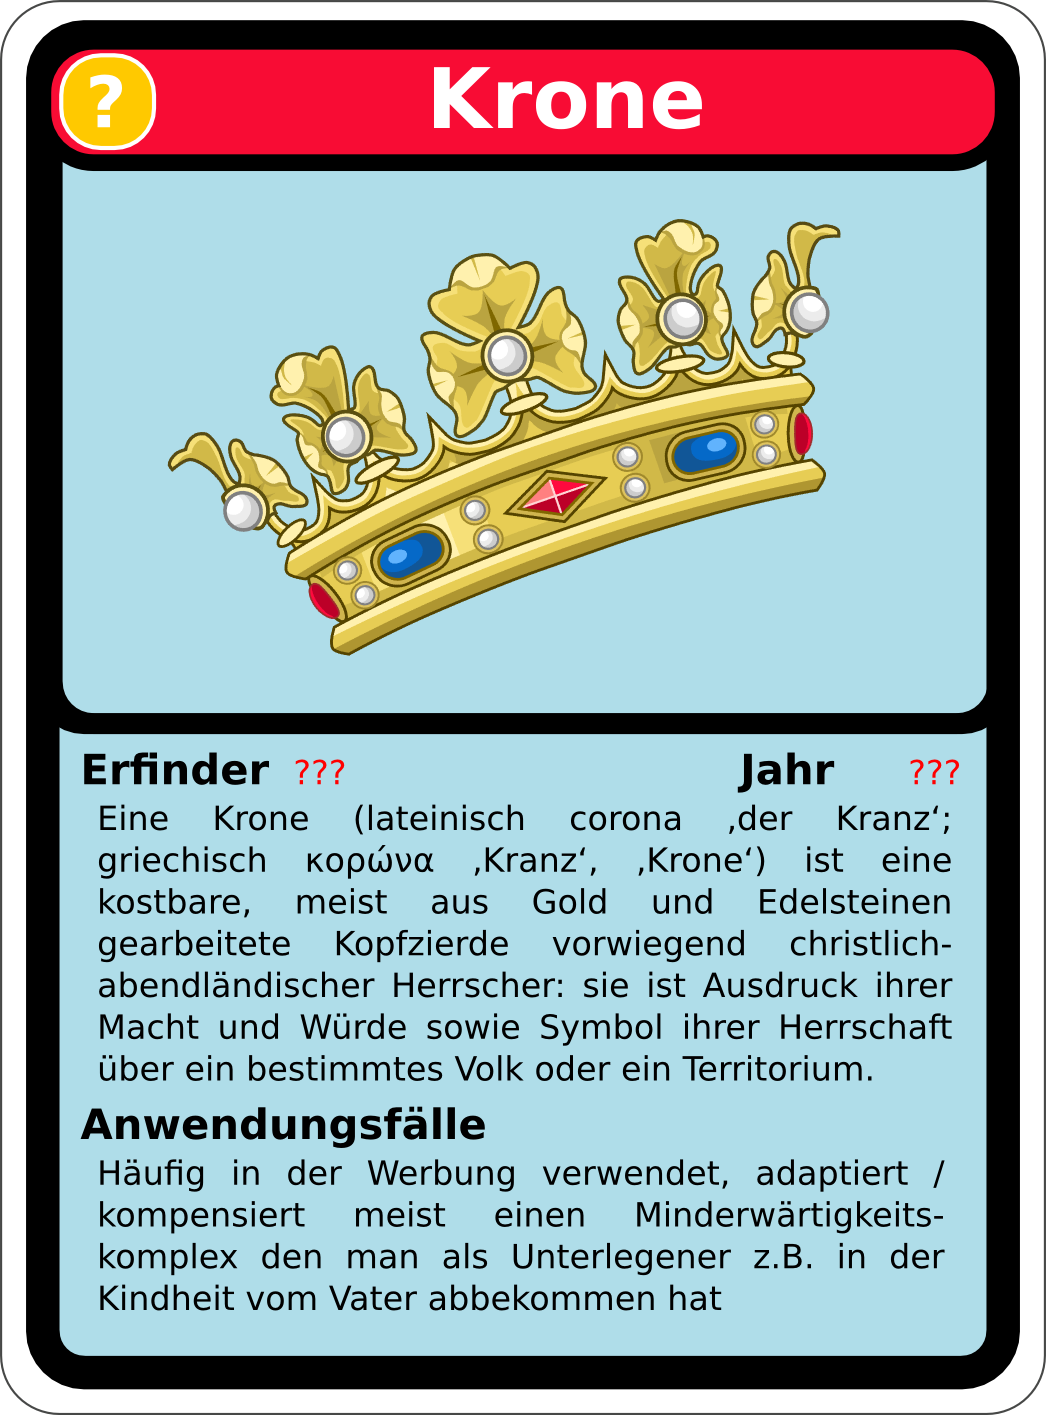 ?
Krone
Erfinder ??? Jahr ???
Eine Krone (lateinisch corona ‚der Kranz‘;
griechisch κορώνα ‚Kranz‘, ‚Krone‘) ist eine
kostbare, meist aus Gold und Edelsteinen
gearbeitete Kopfzierde vorwiegend christlich-
abendländischer Herrscher: sie ist Ausdruck ihrer
Macht und Würde sowie Symbol ihrer Herrschaft
über ein bestimmtes Volk oder ein Territorium.
Anwendungsfälle
Häufig in der Werbung verwendet, adaptiert /
kompensiert meist einen Minderwärtigkeits-
komplex den man als Unterlegener z.B. in der
Kindheit vom Vater abbekommen hat